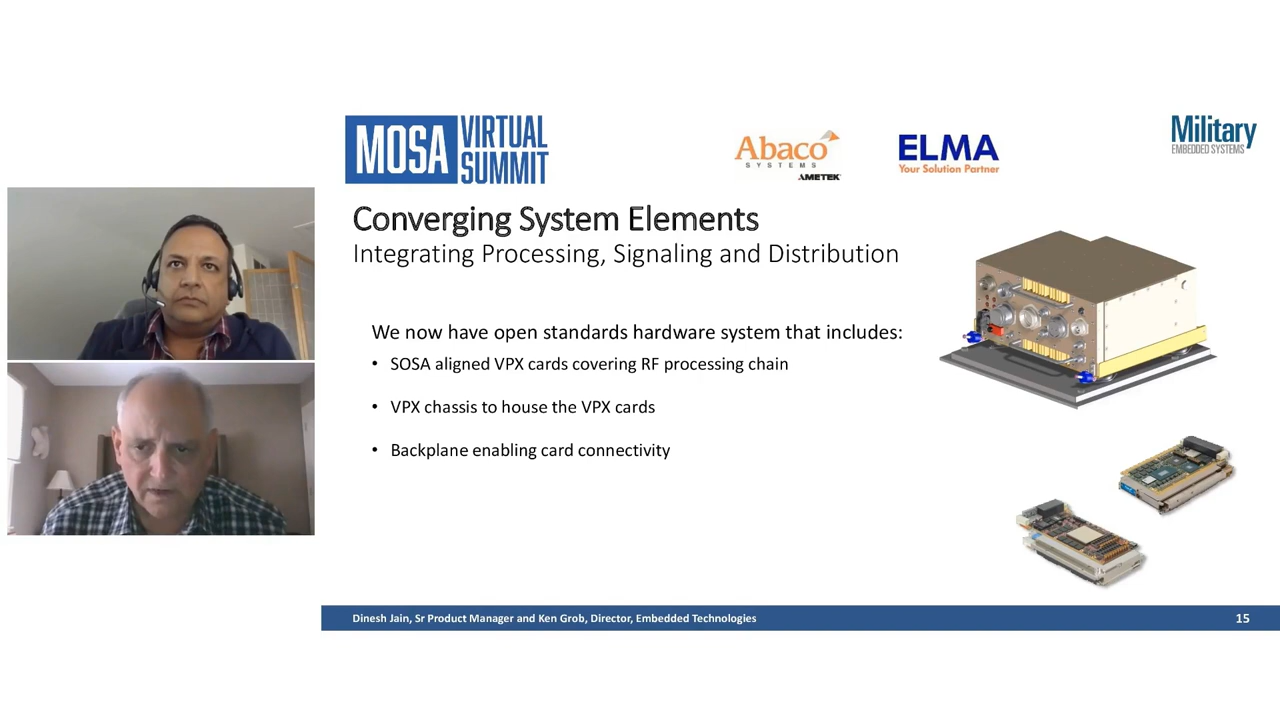 MOSA VIRTUAL SUMMIT
Abaco
SYSTEMS
AMETEK
ELMA
Your Solution Partner
Military
EMBEDDED SYSTEMS
Converging System Elements
Integrating Processing, Signaling and Distribution
We now have open standards hardware system that includes:
• SOSA aligned VPX cards covering RF processing chain
• VPX chassis to house the VPX cards
• Backplane enabling card connectivity
Dinesh Jain, Sr Product Manager and Ken Grob, Director, Embedded Technologies
15